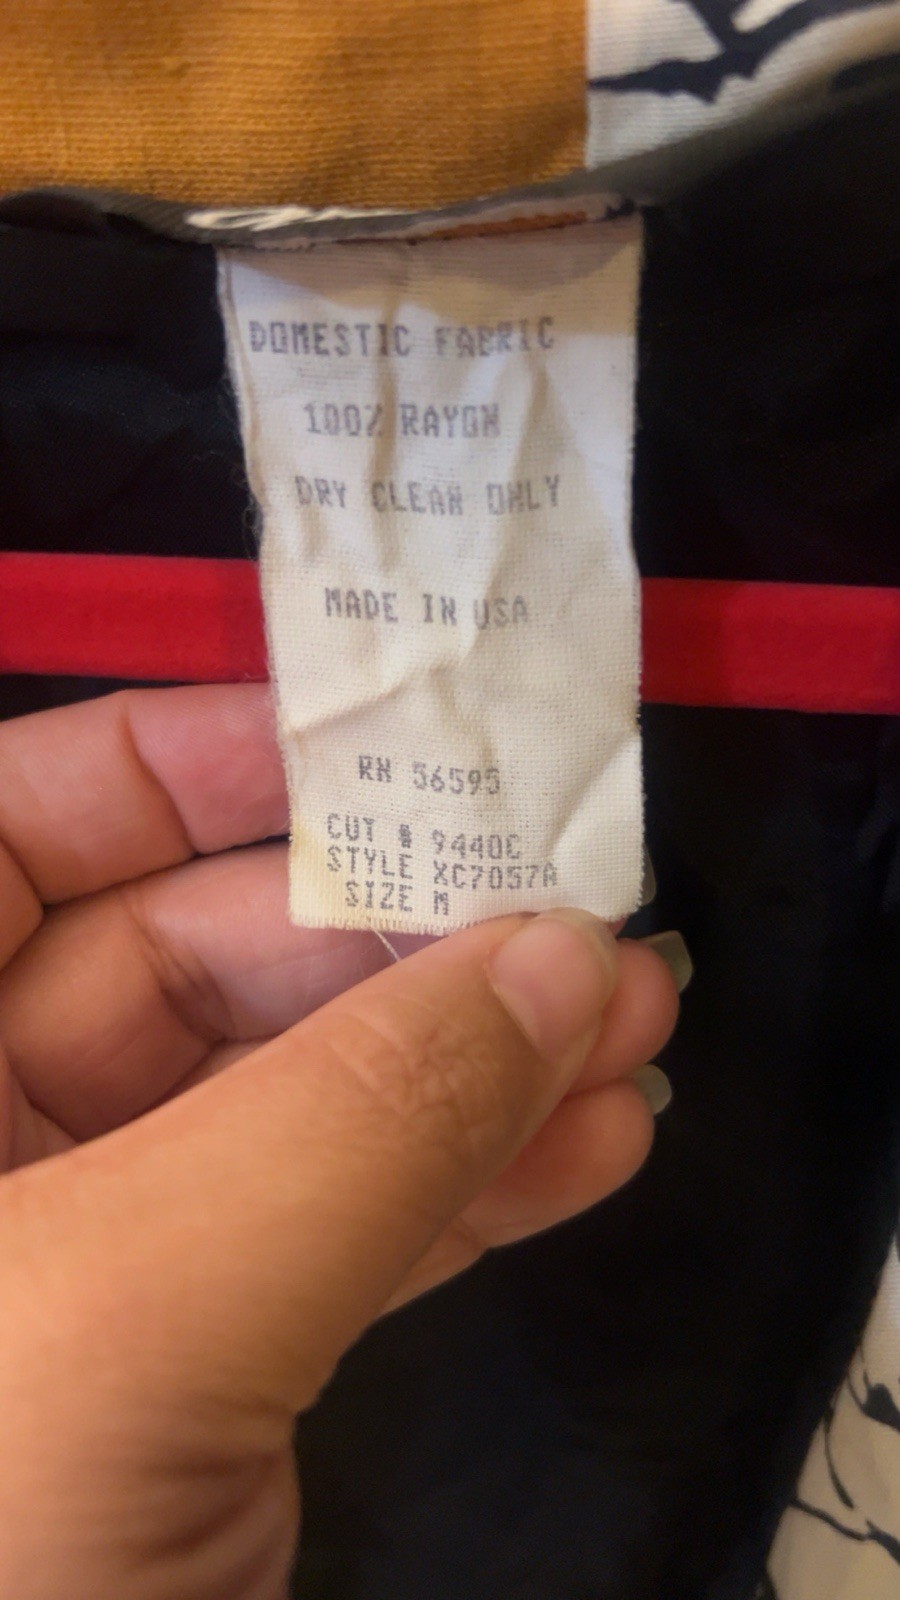 DOMESTIC FABRIC
100% RAYON
DRY CLEAN ONLY
MADE IN USA
RN 56595
CUT # 9440C
STYLE XC7057A
SIZE M